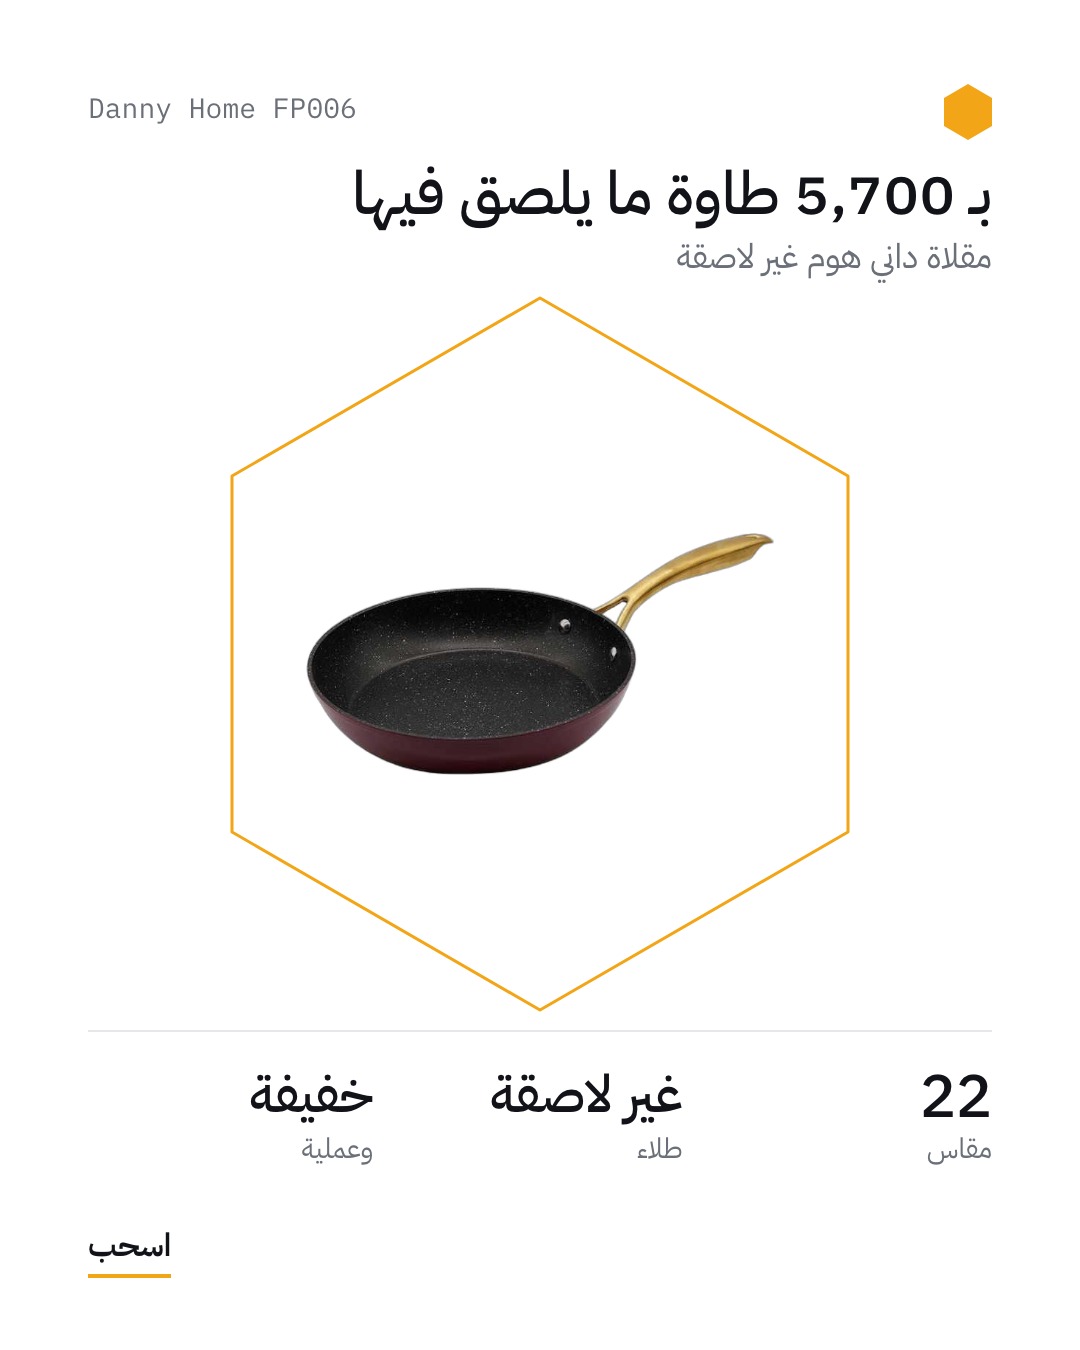 Danny Home FP006
بـ 5,700 طاوة ما يلصق فيها
مقلاة داني هوم غير لاصقة
22
مقاس
غير لاصقة
طلاء
خفيفة
وعملية
اسحب